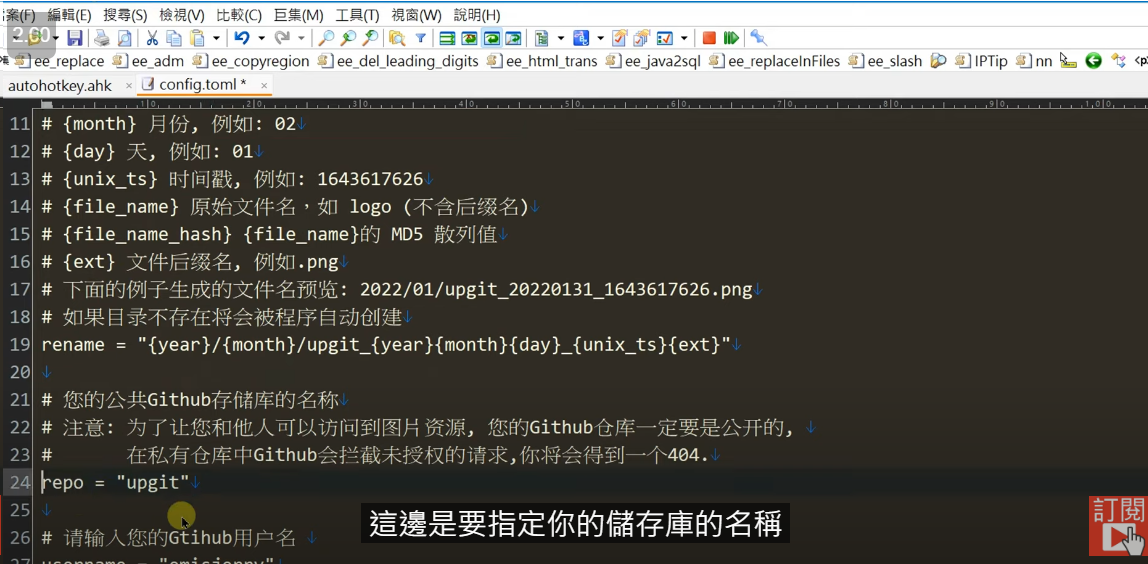 檔案(F) 編輯(E) 搜尋(S) 檢視(V) 比較(C) 巨集(M) 工具(T) 視窗(W) 說明(H)
2.60
ee_replace ee_adm ee_copyregion ee_del_leading_digits ee_html_trans ee_java2sql ee_replaceInFiles ee_slash IPTip nn
autohotkey.ahk × config.toml * ×
11 # {month} 月份, 例如: 02↓
12 # {day} 天, 例如: 01↓
13 # {unix_ts} 时间戳, 例如: 1643617626↓
14 # {file_name} 原始文件名，如 logo (不含后缀名)↓
15 # {file_name_hash} {file_name}的 MD5 散列值↓
16 # {ext} 文件后缀名, 例如.png↓
17 # 下面的例子生成的文件名预览: 2022/01/upgit_20220131_1643617626.png↓
18 # 如果目录不存在将会被程序自动创建↓
19 rename = "{year}/{month}/upgit_{year}{month}{day}_{unix_ts}{ext}"↓
20 ↓
21 # 您的公共Github存储库的名称↓
22 # 注意: 为了让您和他人可以访问到图片资源, 您的Github仓库一定要是公开的, ↓
23 #       在私有仓库中Github会拦截未授权的请求,你将会得到一个404.↓
24 repo = "upgit"↓
25 ↓
26 # 请输入您的Gtihub用户名 ↓
這邊是要指定你的儲存庫的名稱
訂閱